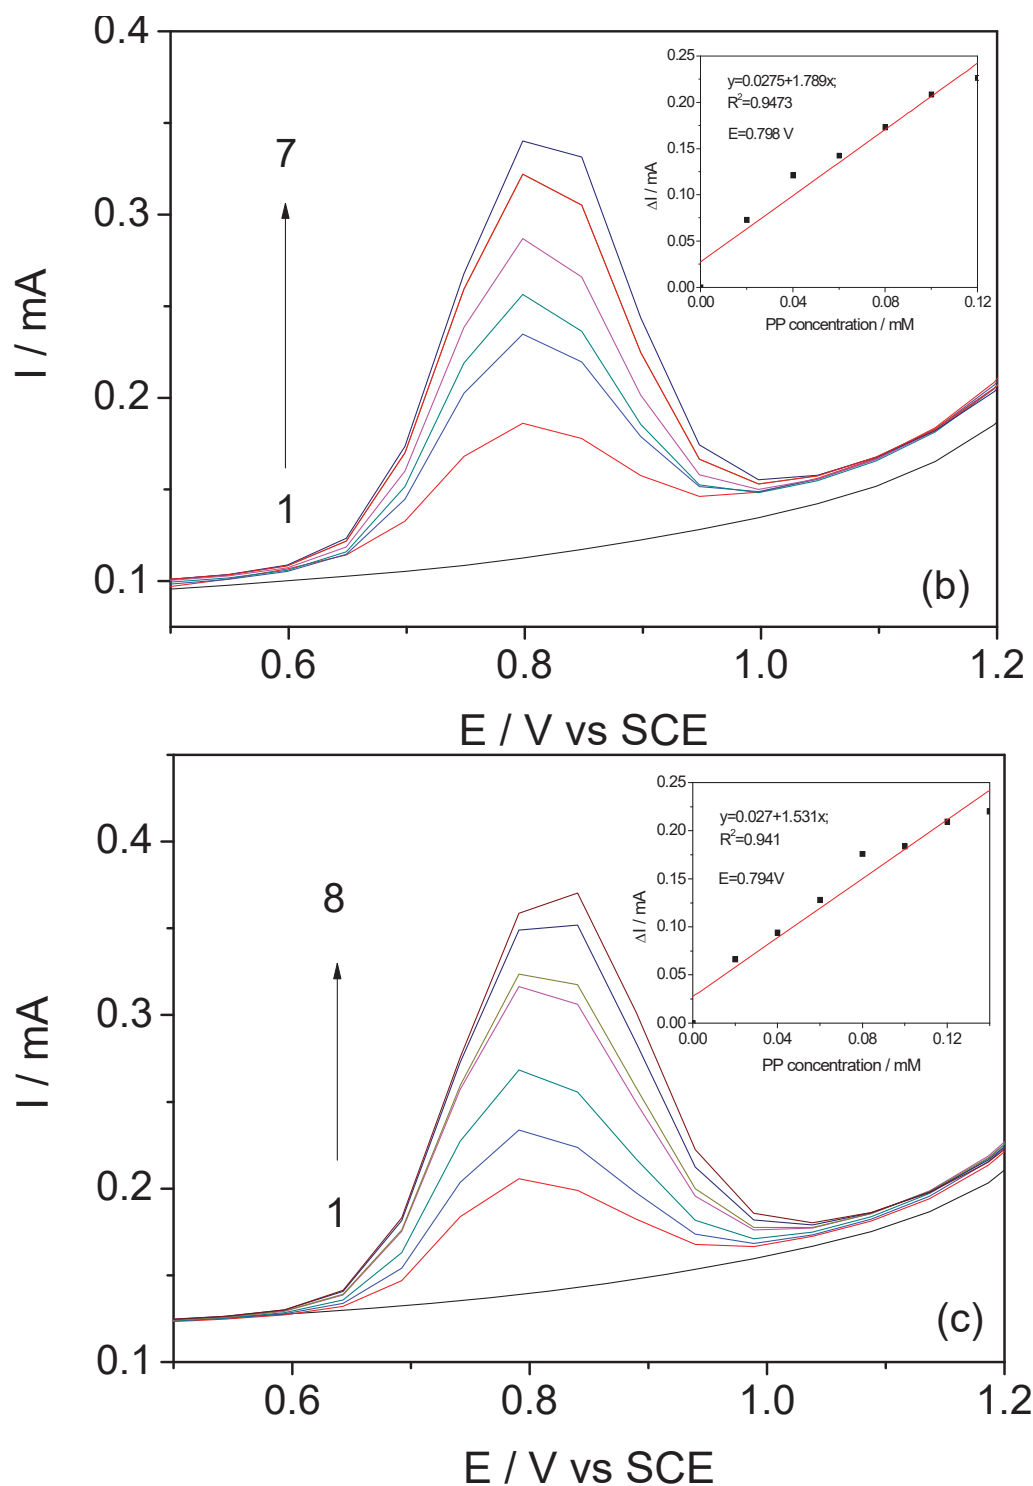 0.4
0.3
0.2
0.1
I / mA
7
1
0.25
0.20
0.15
0.10
0.05
0.00
ΔI / mA
y=0.0275+1.789x;
R²=0.9473
E=0.798 V
0.00 0.04 0.08 0.12
PP concentration / mM
(b)
0.6 0.8 1.0 1.2
E / V vs SCE
0.4
0.3
0.2
0.1
I / mA
8
1
0.25
0.20
0.15
0.10
0.05
0.00
ΔI / mA
y=0.027+1.531x;
R²=0.941
E=0.794V
0.00 0.04 0.08 0.12
PP concentration / mM
(c)
0.6 0.8 1.0 1.2
E / V vs SCE